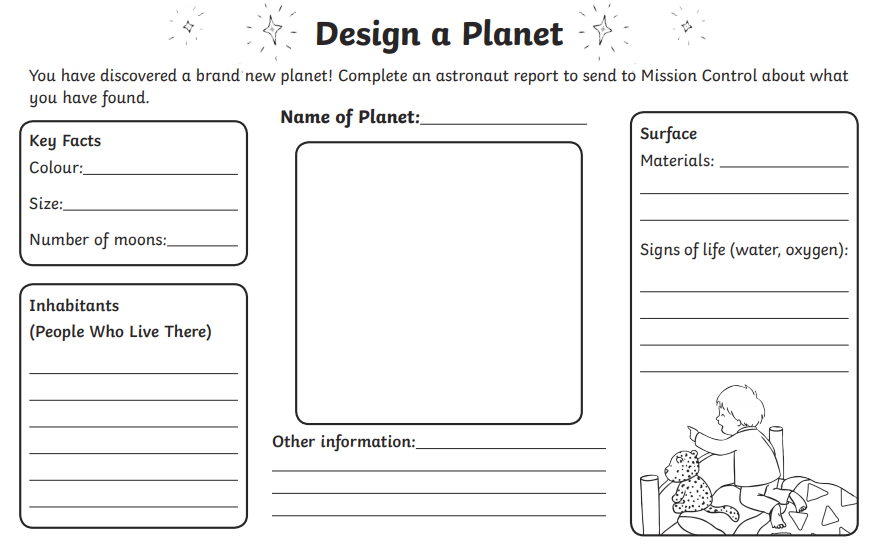 Design a Planet
You have discovered a brand new planet! Complete an astronaut report to send to Mission Control about what
you have found.
Name of Planet:
Key Facts
Colour:
Size:
Number of moons:
Inhabitants
(People Who Live There)
Other information:
Surface
Materials:
Signs of life (water, oxygen):